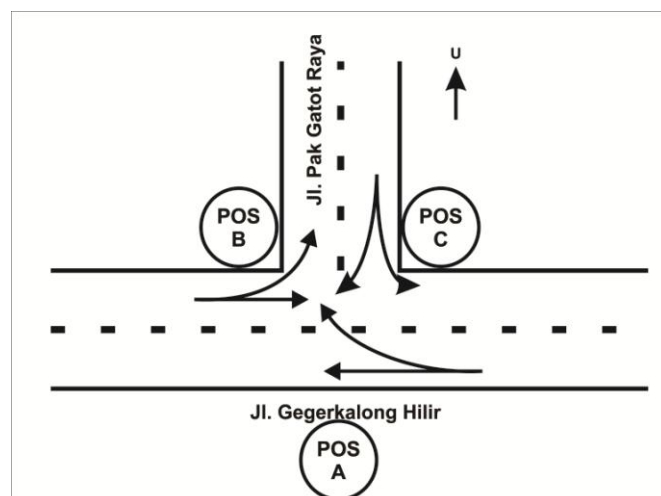 Jl. Pak Gatot Raya
U
POS
B
POS
C
Jl. Gegerkalong Hilir
POS
A